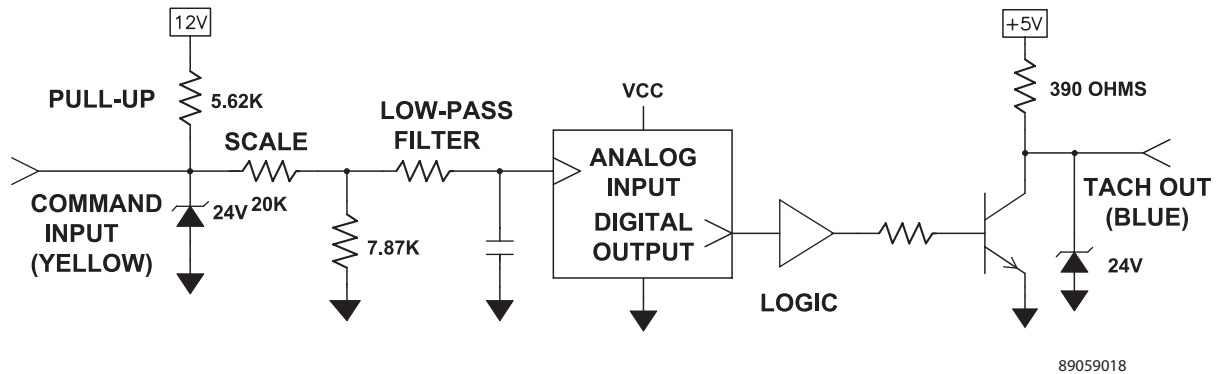 12V
+5V
PULL-UP
5.62K
LOW-PASS
FILTER
VCC
390 OHMS
SCALE
ANALOG
INPUT
COMMAND
INPUT
(YELLOW)
24V
20K
7.87K
DIGITAL
OUTPUT
TACH OUT
(BLUE)
24V
LOGIC
89059018